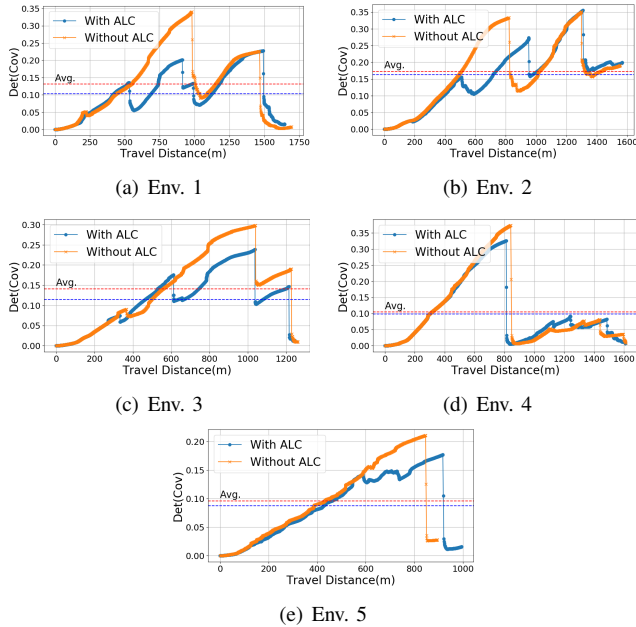 0.35
0.30
0.25
0.20
0.15
0.10
0.05
0.00
Det(Cov)
With ALC
Without ALC
Avg.
0 250 500 750 1000 1250 1500 1750
Travel Distance(m)
(a) Env. 1
0.35
0.30
0.25
0.20
0.15
0.10
0.05
0.00
Det(Cov)
With ALC
Without ALC
Avg.
0 200 400 600 800 1000 1200 1400 1600
Travel Distance(m)
(b) Env. 2
0.30
0.25
0.20
0.15
0.10
0.05
0.00
Det(Cov)
With ALC
Without ALC
Avg.
0 200 400 600 800 1000 1200
Travel Distance(m)
(c) Env. 3
0.35
0.30
0.25
0.20
0.15
0.10
0.05
0.00
Det(Cov)
With ALC
Without ALC
Avg.
0 200 400 600 800 1000 1200 1400 1600
Travel Distance(m)
(d) Env. 4
0.20
0.15
0.10
0.05
0.00
Det(Cov)
With ALC
Without ALC
Avg.
0 200 400 600 800 1000
Travel Distance(m)
(e) Env. 5